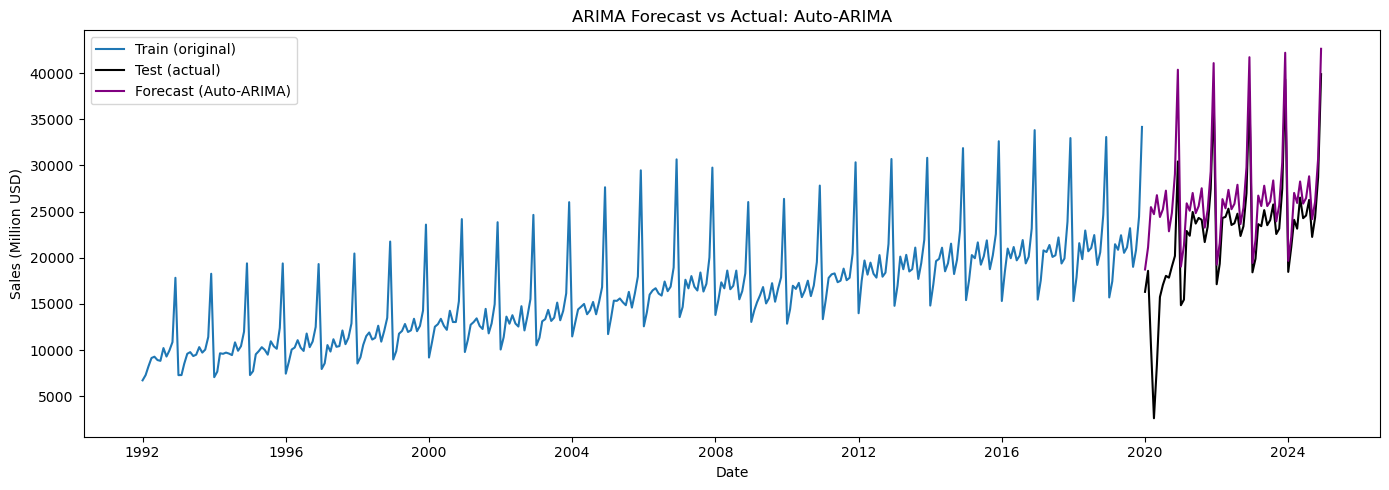 ARIMA Forecast vs Actual: Auto-ARIMA
Train (original)
Test (actual)
Forecast (Auto-ARIMA)
Sales (Million USD)
40000
35000
30000
25000
20000
15000
10000
5000
1992
1996
2000
2004
2008
2012
2016
2020
2024
Date